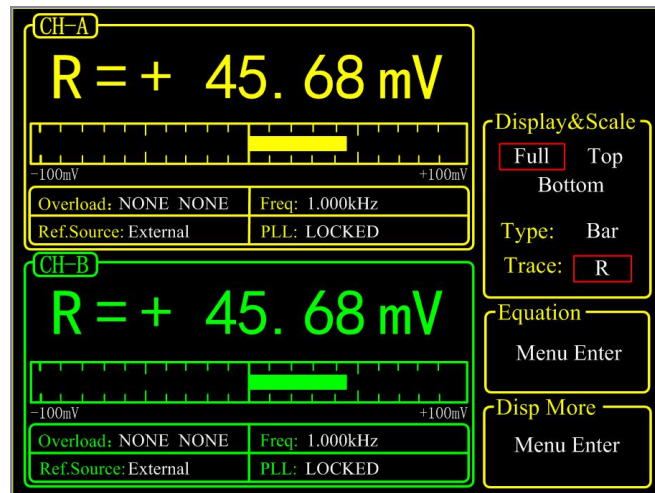 CH-A
R=+ 45.68 mV
-100mV +100mV
Overload: NONE NONE Freq: 1.000kHz
Ref.Source: External PLL: LOCKED
CH-B
R=+ 45.68 mV
-100mV +100mV
Overload: NONE NONE Freq: 1.000kHz
Ref.Source: External PLL: LOCKED
Display&Scale
Full Top
Bottom
Type: Bar
Trace: R
Equation
Menu Enter
Disp More
Menu Enter